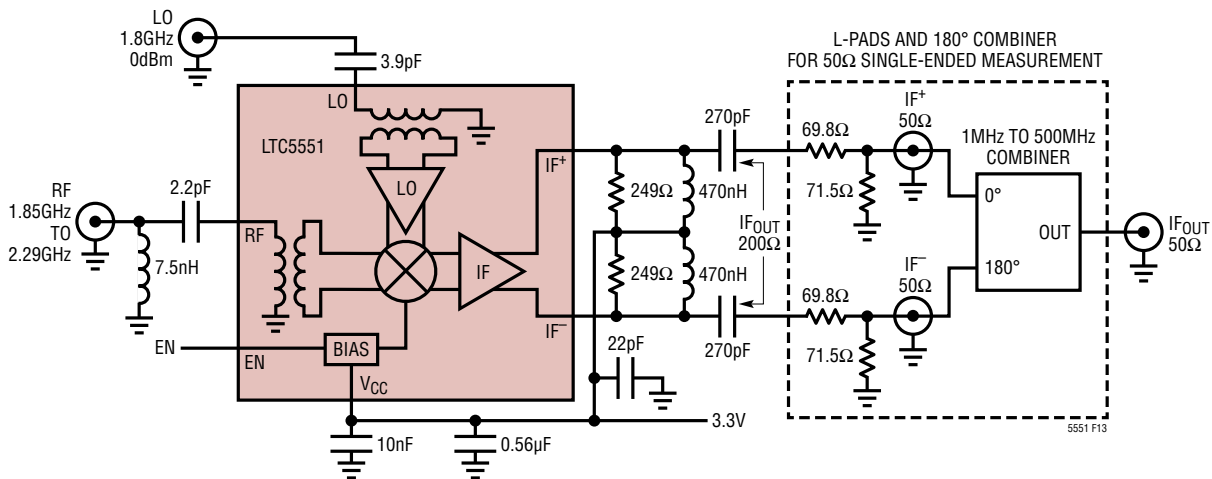 LO
1.8GHz
0dBm
3.9pF
LO
LTC5551
LO
RF
1.85GHz
TO
2.29GHz
2.2pF
7.5nH
RF
IF
IF+
IF−
EN
EN
BIAS
VCC
10nF
0.56µF
22pF
3.3V
249Ω
249Ω
470nH
470nH
270pF
270pF
IFOUT
200Ω
L-PADS AND 180° COMBINER
FOR 50Ω SINGLE-ENDED MEASUREMENT
69.8Ω
71.5Ω
IF+
50Ω
69.8Ω
71.5Ω
IF−
50Ω
1MHz TO 500MHz
COMBINER
0°
OUT
180°
IFOUT
50Ω
5551 F13